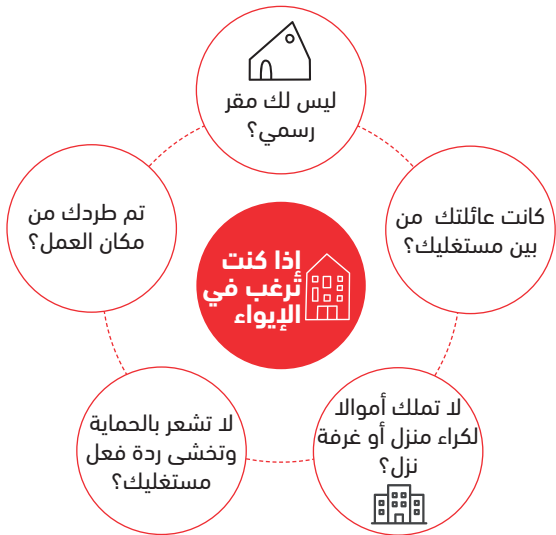 ليس لك مقر
رسمي؟
كانت عائلتك من
بين مستغليك؟
تم طردك من
مكان العمل؟
إذا كنت
ترغب في
الإيواء
لا تملك أموالا
لكراء منزل أو غرفة
نزل؟
لا تشعر بالحماية
وتخشى ردة فعل
مستغليك؟